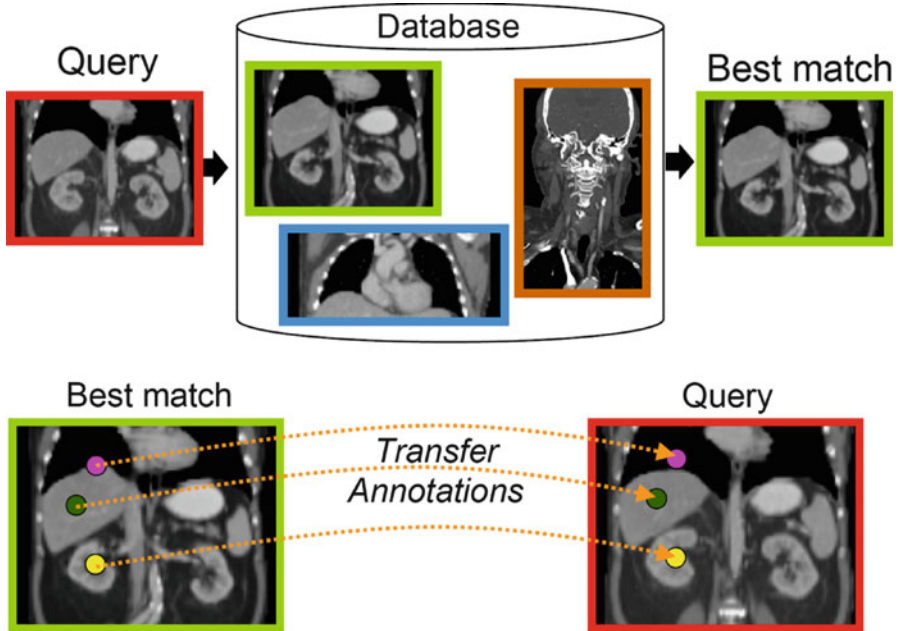 Database
Query
Best match
Best match
Query
Transfer
Annotations